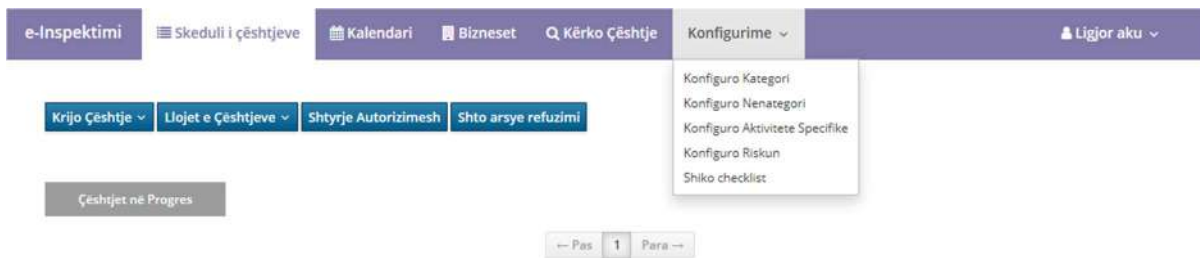 e-Inspektimi Skeduli i çështjeve Kalendari Bizneset Kërko Çështje Konfigurime Ligjor aku
Konfiguro Kategori
Konfiguro Nenategori
Konfiguro Aktivitete Specifike
Konfiguro Riskun
Shiko checklist
Krijo Çështje Llojet e Çështjeve Shtyrje Autorizimesh Shto arsye refuzimi
Çështjet në Progres
← Pas 1 Para →